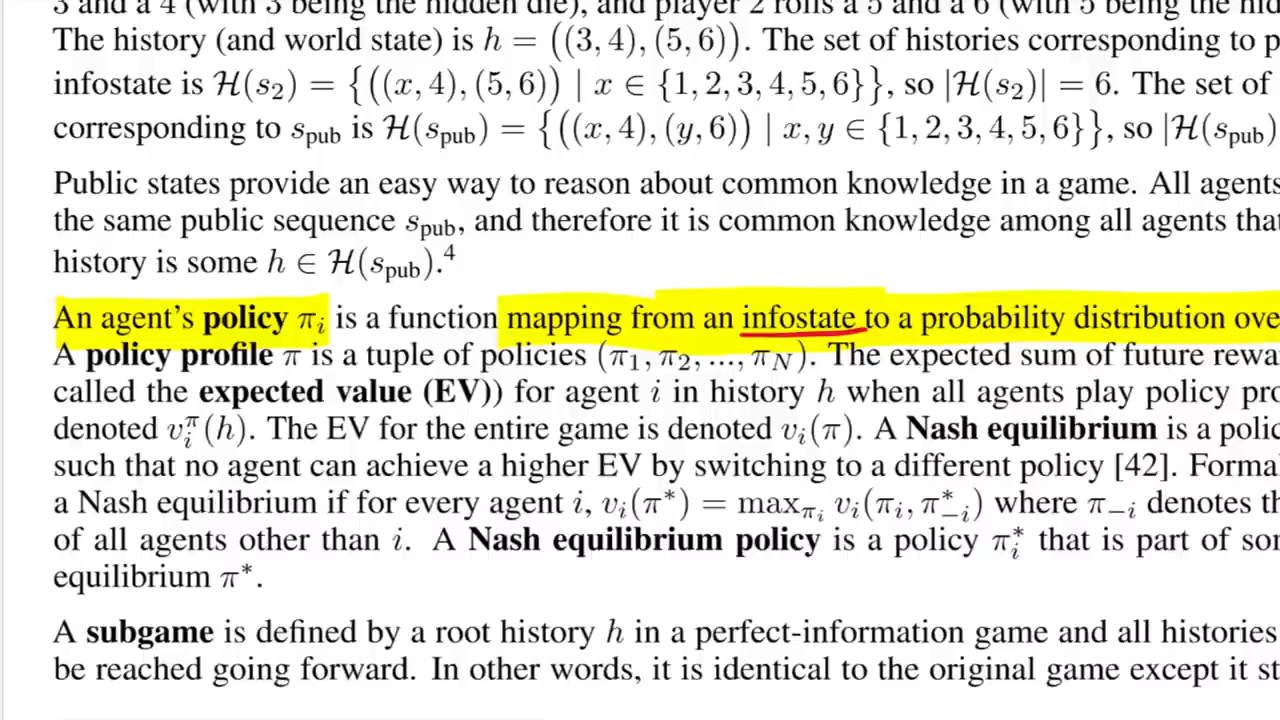 3 and a 4 (with 3 being the hidden die), and player 2 rolls a 5 and a 6 (with 5 being the hid
The history (and world state) is h = ((3, 4), (5, 6)). The set of histories corresponding to p
infostate is H(s₂) = {((x, 4), (5, 6)) | x ∈ {1, 2, 3, 4, 5, 6}}, so |H(s₂)| = 6. The set of
corresponding to s_pub is H(s_pub) = {((x, 4), (y, 6)) | x, y ∈ {1, 2, 3, 4, 5, 6}}, so |H(s_pub)
Public states provide an easy way to reason about common knowledge in a game. All agents
the same public sequence s_pub, and therefore it is common knowledge among all agents that
history is some h ∈ H(s_pub).⁴
An agent's policy π_i is a function mapping from an infostate to a probability distribution ove
A policy profile π is a tuple of policies (π₁, π₂, ..., π_N). The expected sum of future rewa
called the expected value (EV)) for agent i in history h when all agents play policy pro
denoted v_i^π(h). The EV for the entire game is denoted v_i(π). A Nash equilibrium is a polic
such that no agent can achieve a higher EV by switching to a different policy [42]. Forma
a Nash equilibrium if for every agent i, v_i(π*) = max_{π_i} v_i(π_i, π*_{−i}) where π_{−i} denotes th
of all agents other than i. A Nash equilibrium policy is a policy π_i* that is part of som
equilibrium π*.
A subgame is defined by a root history h in a perfect-information game and all histories
be reached going forward. In other words, it is identical to the original game except it st